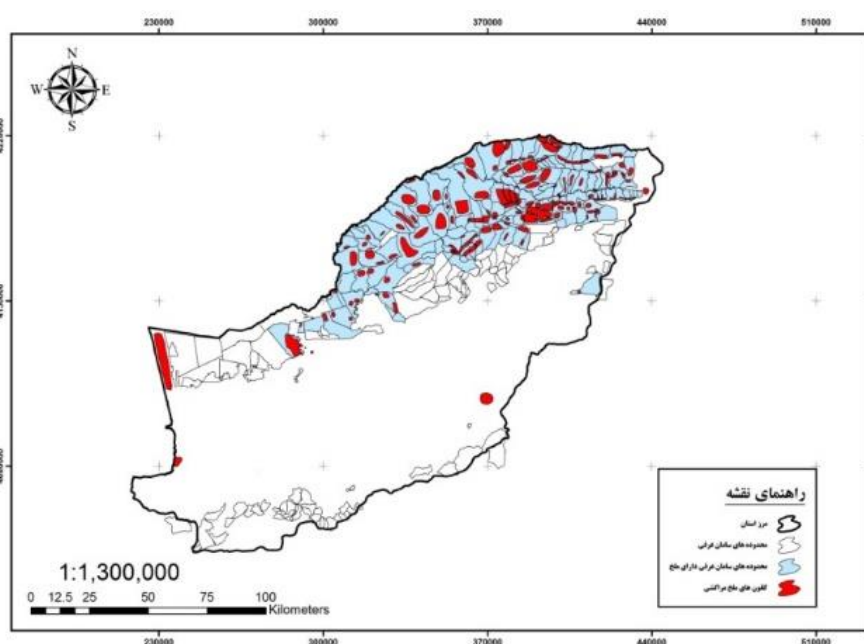 230000 300000 370000 440000 510000
N
W E
S
4220000
4150000
راهنمای نقشه
مرز استان
محدوده های سامان عرفی
محدوده های سامان عرفی دارای ملخ
کانون های ملخ مراکشی
1:1,300,000
0 12.5 25 50 75 100
Kilometers
230000 300000 370000 440000 510000